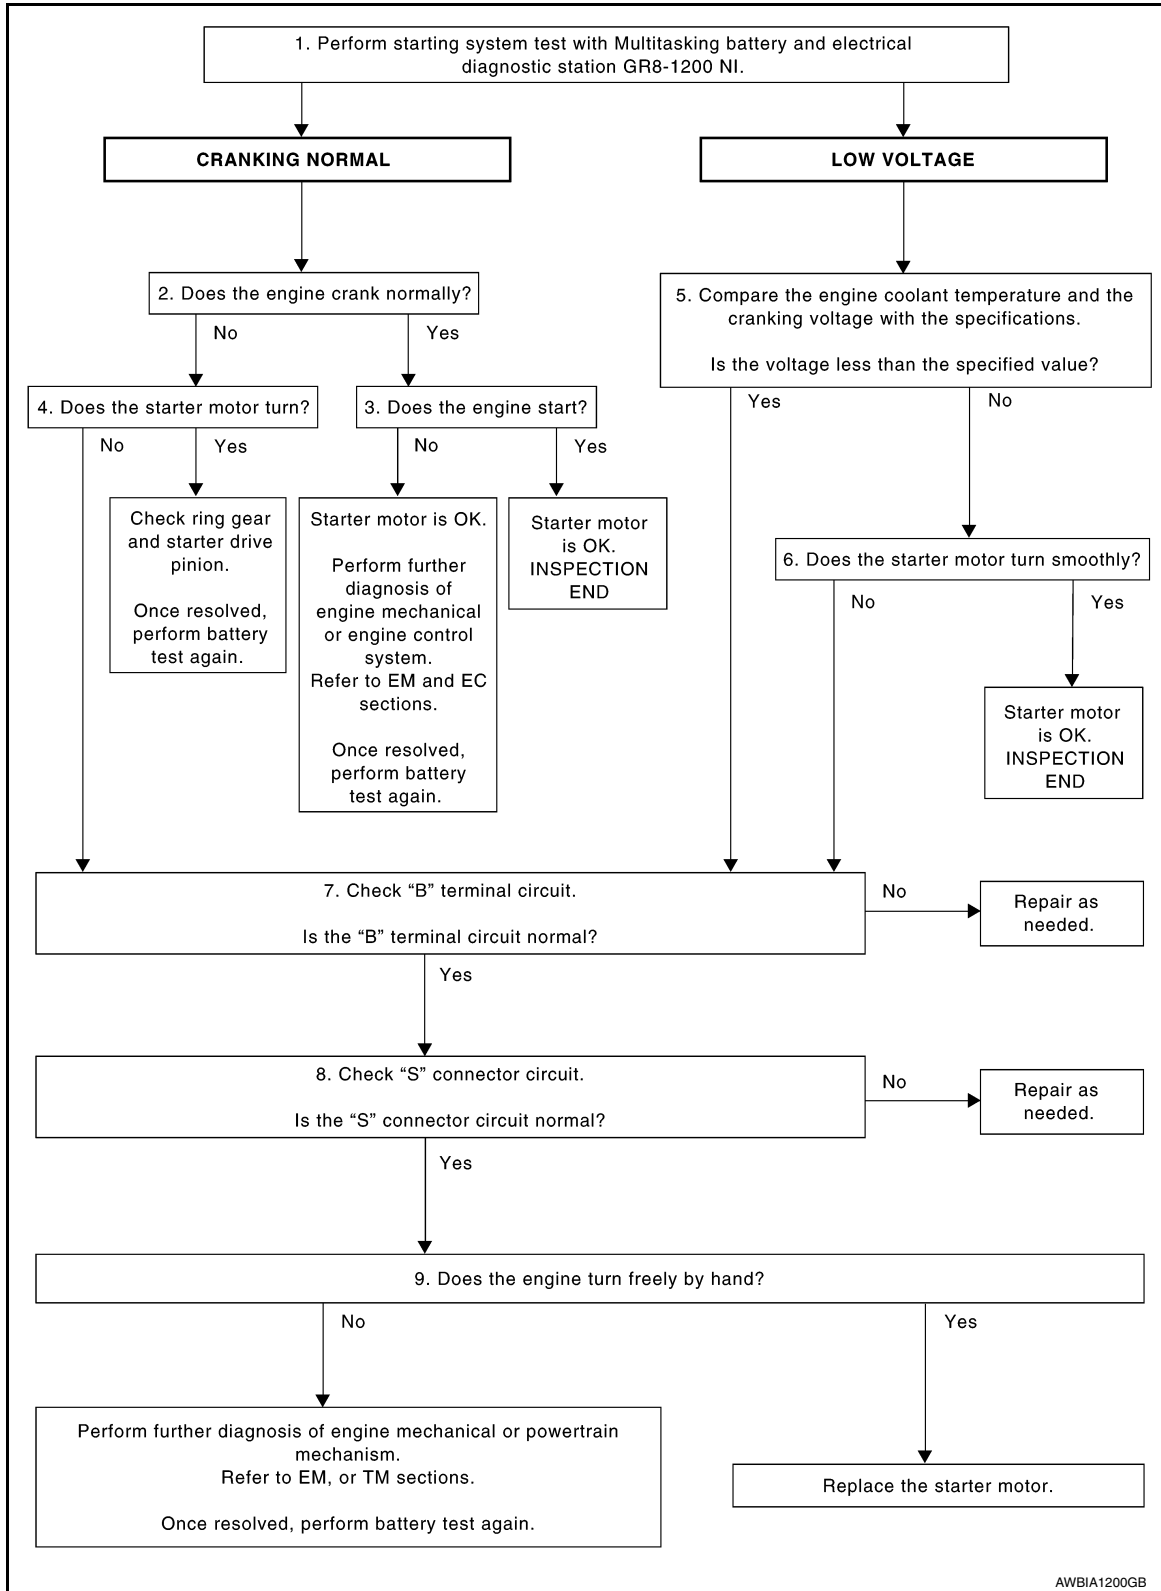 1. Perform starting system test with Multitasking battery and electrical
diagnostic station GR8-1200 NI.
CRANKING NORMAL
LOW VOLTAGE
2. Does the engine crank normally?
No
Yes
4. Does the starter motor turn?
No
Yes
3. Does the engine start?
No
Yes
Check ring gear
and starter drive
pinion.
Once resolved,
perform battery
test again.
Starter motor is OK.
Perform further
diagnosis of
engine mechanical
or engine control
system.
Refer to EM and EC
sections.
Once resolved,
perform battery
test again.
Starter motor
is OK.
INSPECTION
END
5. Compare the engine coolant temperature and the
cranking voltage with the specifications.
Is the voltage less than the specified value?
Yes
No
6. Does the starter motor turn smoothly?
No
Yes
Starter motor
is OK.
INSPECTION
END
7. Check “B” terminal circuit.
Is the “B” terminal circuit normal?
No
Repair as
needed.
Yes
8. Check “S” connector circuit.
Is the “S” connector circuit normal?
No
Repair as
needed.
Yes
9. Does the engine turn freely by hand?
No
Yes
Perform further diagnosis of engine mechanical or powertrain
mechanism.
Refer to EM, or TM sections.
Once resolved, perform battery test again.
Replace the starter motor.
AWBIA1200GB